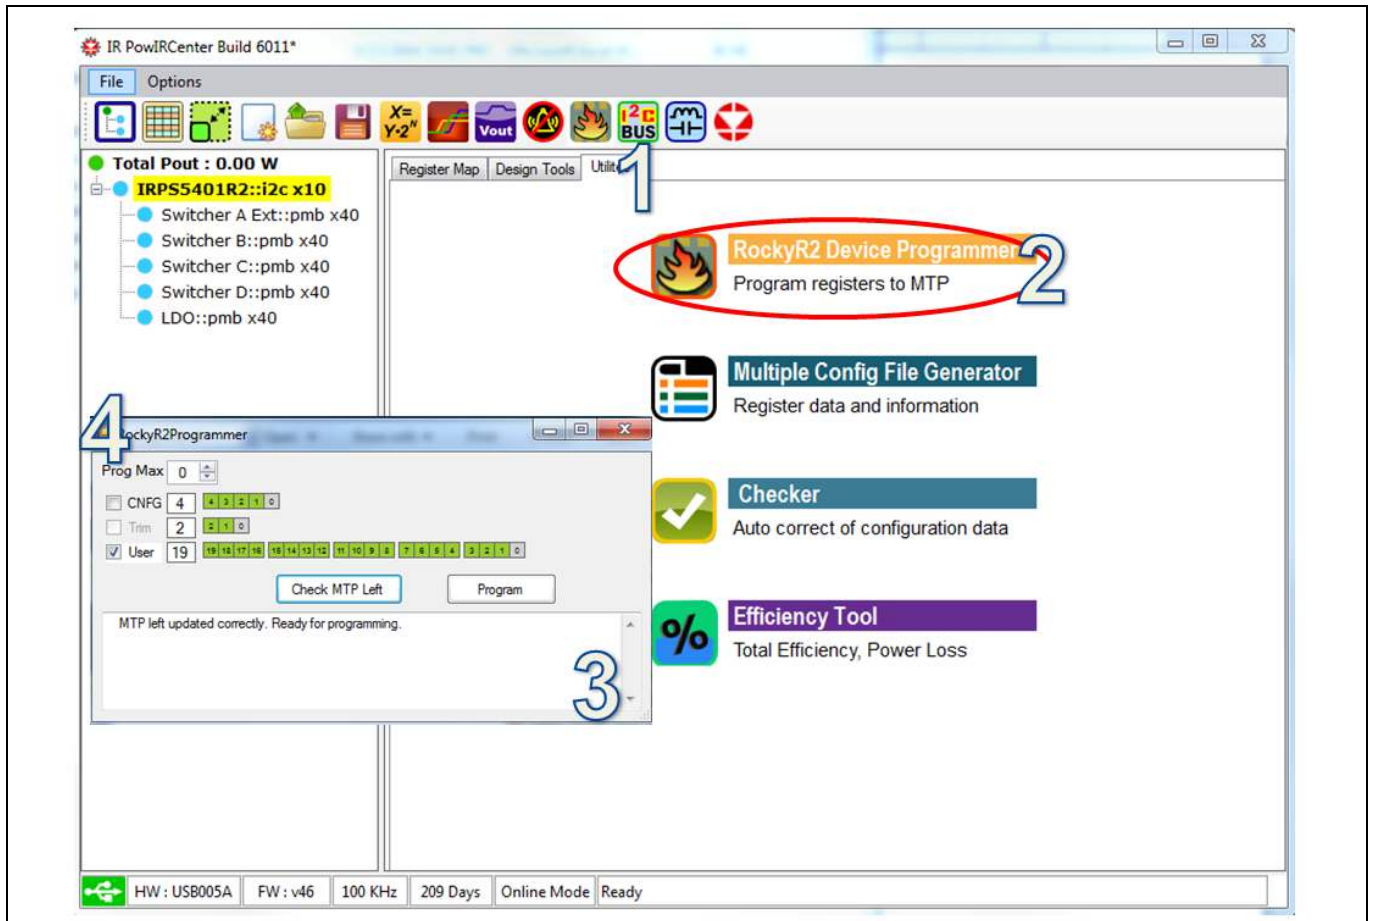 IR PowIRCenter Build 6011*
File Options
X= Y·2ᴺ Vout I²C BUS
Total Pout : 0.00 W
IRPS5401R2::i2c x10
Switcher A Ext::pmb x40
Switcher B::pmb x40
Switcher C::pmb x40
Switcher D::pmb x40
LDO::pmb x40
Register Map Design Tools
1
RockyR2 Device Programmer
Program registers to MTP
2
Multiple Config File Generator
Register data and information
Checker
Auto correct of configuration data
%
Efficiency Tool
Total Efficiency, Power Loss
4
ockyR2Programmer
Prog Max 0
CNFG 4 4 3 2 1 0
Trim 2 2 1 0
User 19 19 18 17 16 15 14 13 12 11 10 9 8 7 6 5 4 3 2 1 0
Check MTP Left Program
MTP left updated correctly. Ready for programming.
3
HW : USB005A FW : v46 100 KHz 209 Days Online Mode Ready